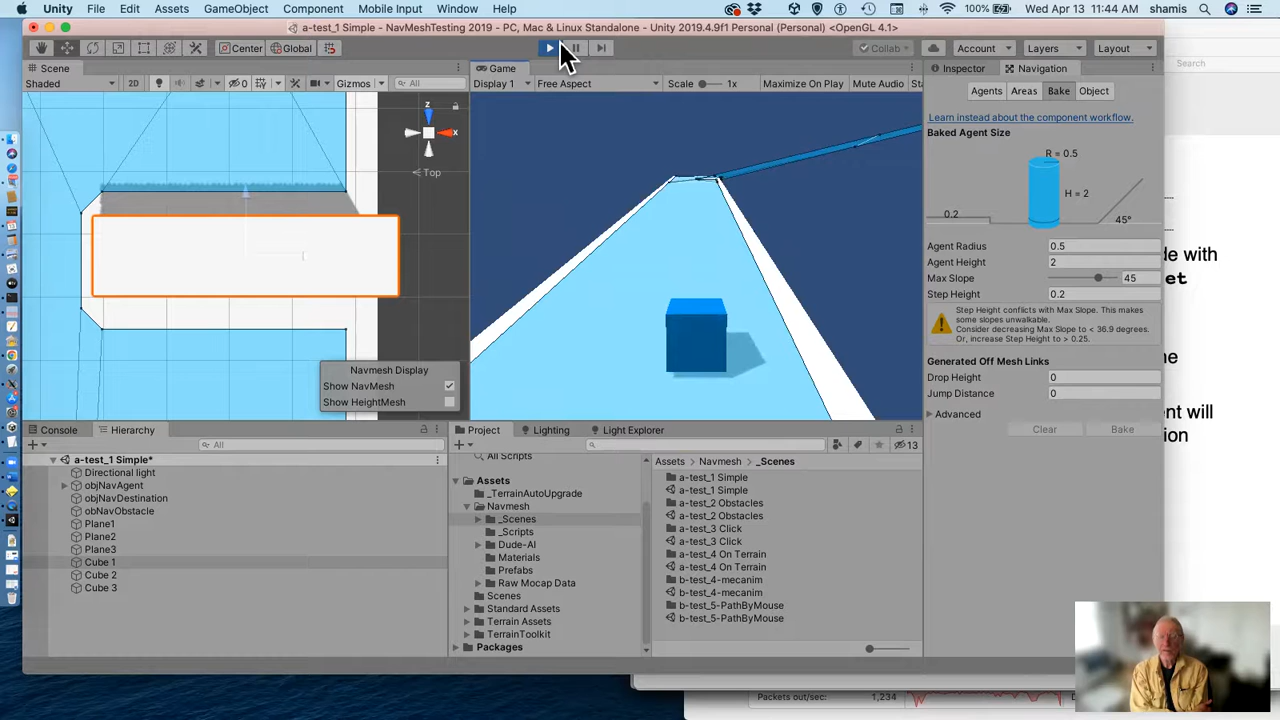 Unity File Edit Assets GameObject Component Mobile Input Window Help 100% Wed Apr 13 11:44 AM shamis
a-test_1 Simple - NavMeshTesting 2019 - PC, Mac & Linux Standalone - Unity 2019.4.9f1 Personal (Personal) <OpenGL 4.1>
Center Global Collab Account Layers Layout
Search
Scene Game Inspector Navigation
Shaded 2D 0 Gizmos All Display 1 Free Aspect Scale 1x Maximize On Play Mute Audio Sta
Agents Areas Bake Object
Learn instead about the component workflow.
Baked Agent Size
z
x
Top
R = 0.5
H = 2
0.2
45°
Agent Radius 0.5
Agent Height 2
Max Slope 45
Step Height 0.2
Step Height conflicts with Max Slope. This makes
some slopes unwalkable.
Consider decreasing Max Slope to < 36.9 degrees.
Or, increase Step Height to > 0.25.
Generated Off Mesh Links
Drop Height 0
Jump Distance 0
Advanced
Clear Bake
Navmesh Display
Show NavMesh
Show HeightMesh
de with
et
he
ent will
ion
Console Hierarchy
All
a-test_1 Simple*
Directional light
objNavAgent
objNavDestination
obNavObstacle
Plane1
Plane2
Plane3
Cube 1
Cube 2
Cube 3
Project Lighting Light Explorer
13
All Scripts
Assets
_TerrainAutoUpgrade
Navmesh
_Scenes
_Scripts
Dude-AI
Materials
Prefabs
Raw Mocap Data
Scenes
Standard Assets
Terrain Assets
TerrainToolkit
Packages
Assets Navmesh _Scenes
a-test_1 Simple
a-test_1 Simple
a-test_2 Obstacles
a-test_2 Obstacles
a-test_3 Click
a-test_3 Click
a-test_4 On Terrain
a-test_4 On Terrain
b-test_4-mecanim
b-test_4-mecanim
b-test_5-PathByMouse
b-test_5-PathByMouse
Packets out/sec: 1,234